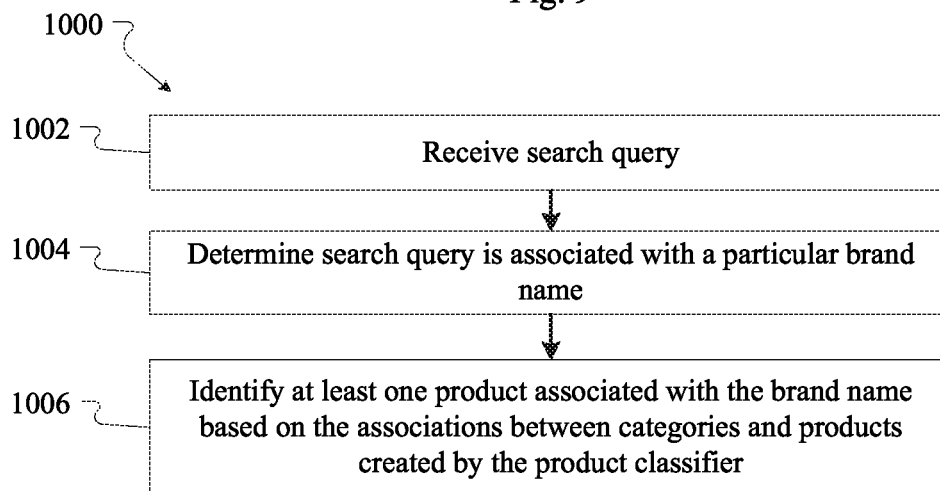 Fig. 9
1000
1002
Receive search query
1004
Determine search query is associated with a particular brand
name
1006
Identify at least one product associated with the brand name
based on the associations between categories and products
created by the product classifier